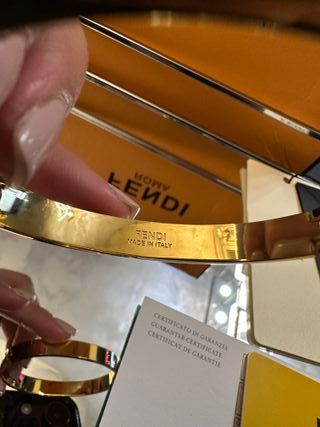 FENDI
ROMA
FENDI
MADE IN ITALY
CERTIFICATO DI GARANZIA
GUARANTEE CERTIFICATE
CERTIFICAT DE GARANTIE